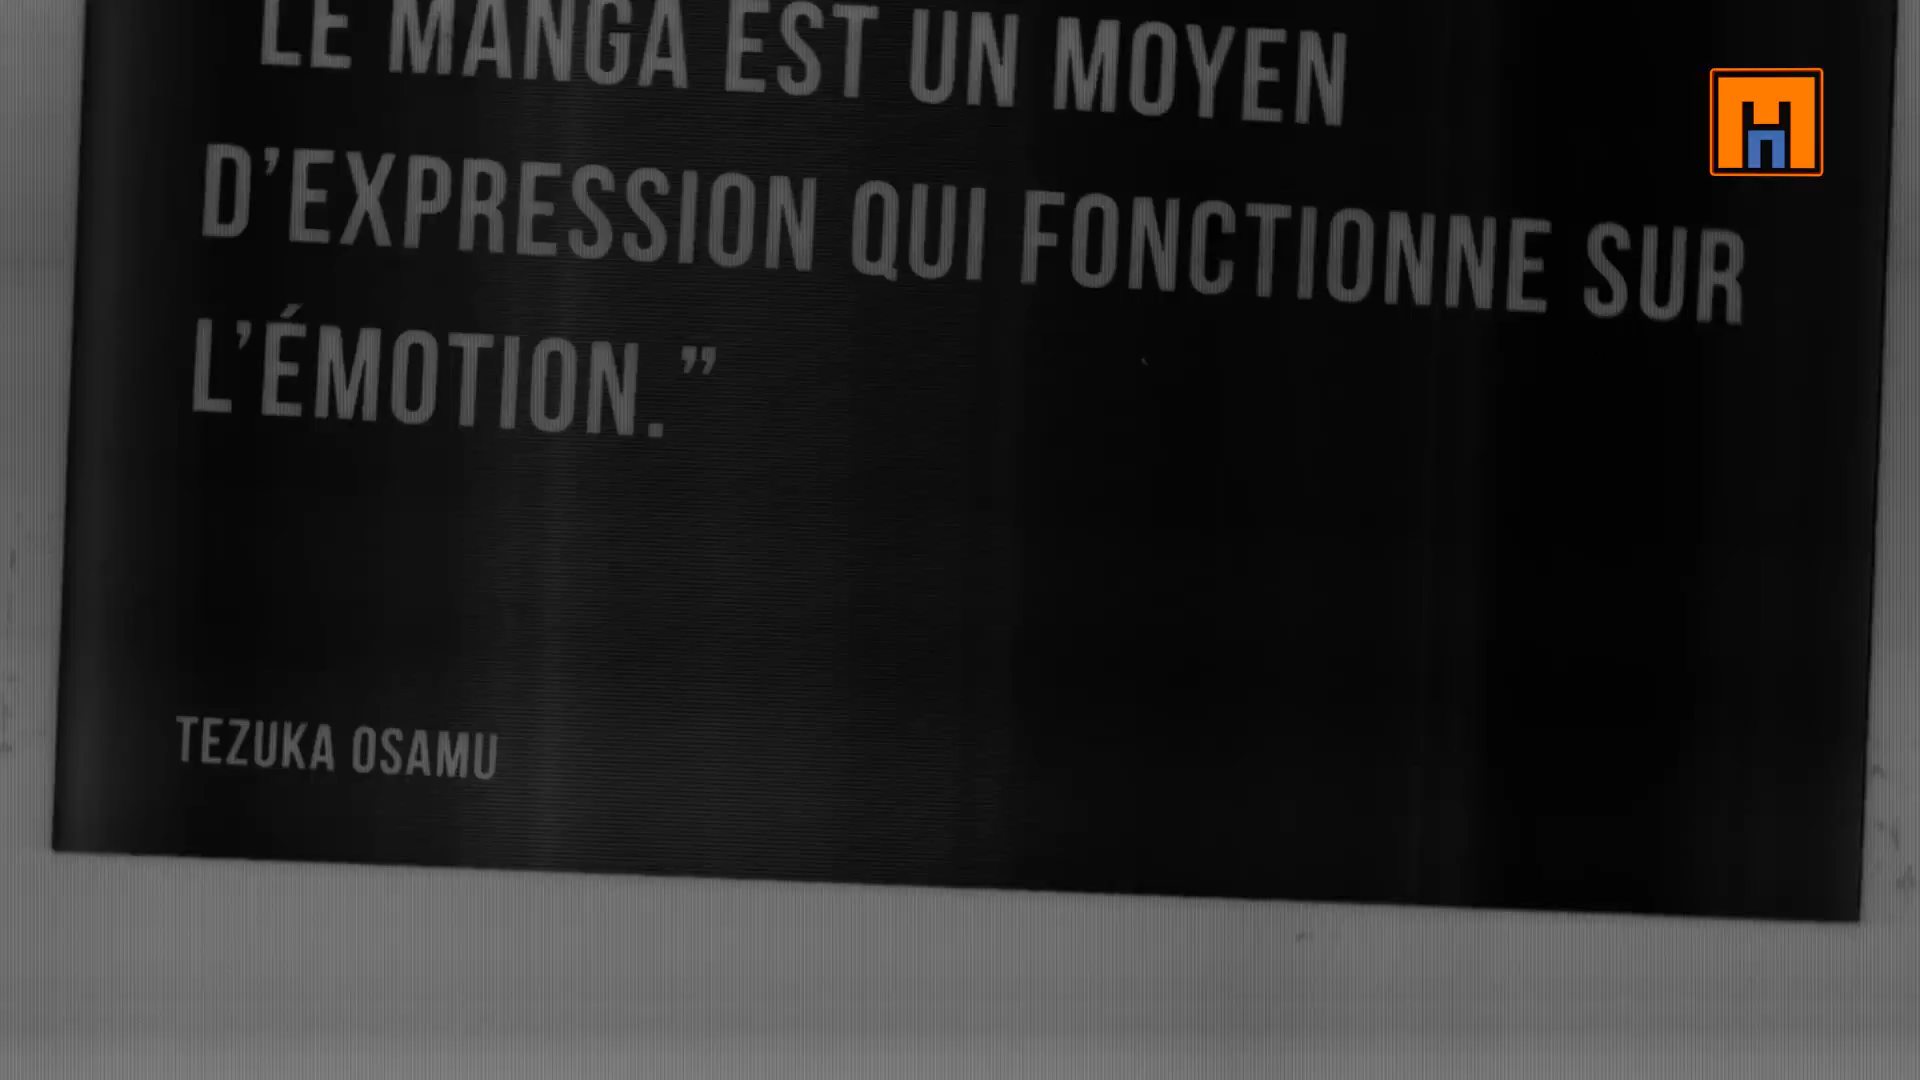 LE MANGA EST UN MOYEN
D’EXPRESSION QUI FONCTIONNE SUR
L’ÉMOTION.”
TEZUKA OSAMU